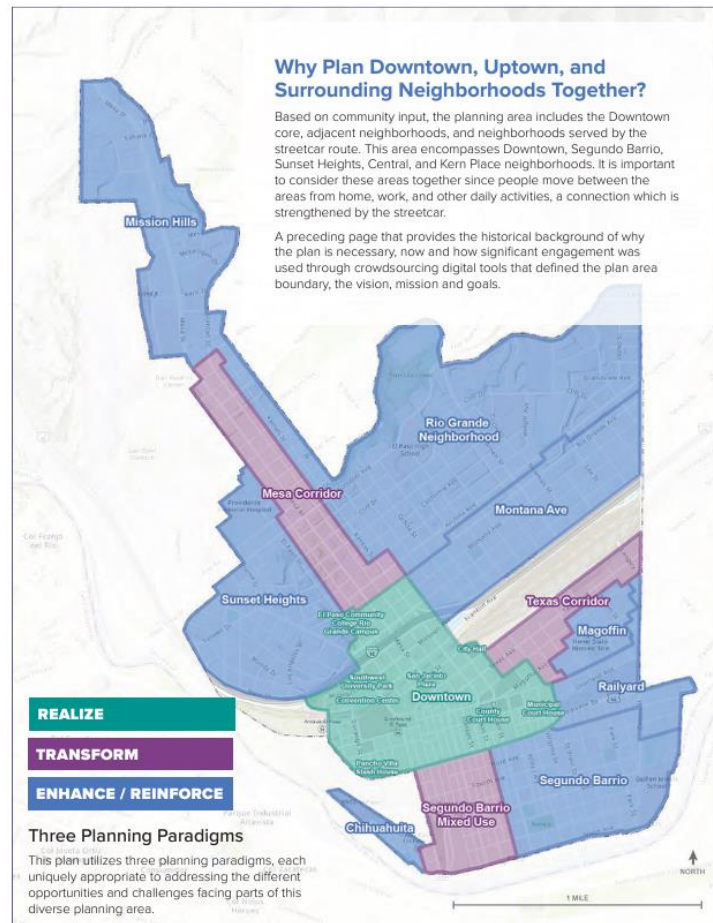 Why Plan Downtown, Uptown, and
Surrounding Neighborhoods Together?
Based on community input, the planning area includes the Downtown
core, adjacent neighborhoods, and neighborhoods served by the
streetcar route. This area encompasses Downtown, Segundo Barrio,
Sunset Heights, Central, and Kern Place neighborhoods. It is important
to consider these areas together since people move between the
areas from home, work, and other daily activities, a connection which is
strengthened by the streetcar.
A preceding page that provides the historical background of why
the plan is necessary, now and how significant engagement was
used through crowdsourcing digital tools that defined the plan area
boundary, the vision, mission and goals.
Mission Hills
Rio Grande
Neighborhood
Mesa Corridor
Montana Ave
Sunset Heights
El Paso Community
College Rio
Grande Campus
Texas Corridor
Magoffin
City Hall
Railyard
Southwest
University Park
San Jacinto
Plaza
Convention Center
Downtown
County
Court House
Municipal
Court House
Segundo Barrio
Segundo Barrio
Mixed Use
Chihuahuita
REALIZE
TRANSFORM
ENHANCE / REINFORCE
Three Planning Paradigms
This plan utilizes three planning paradigms, each
uniquely appropriate to addressing the different
opportunities and challenges facing parts of this
diverse planning area.
NORTH
1 MILE